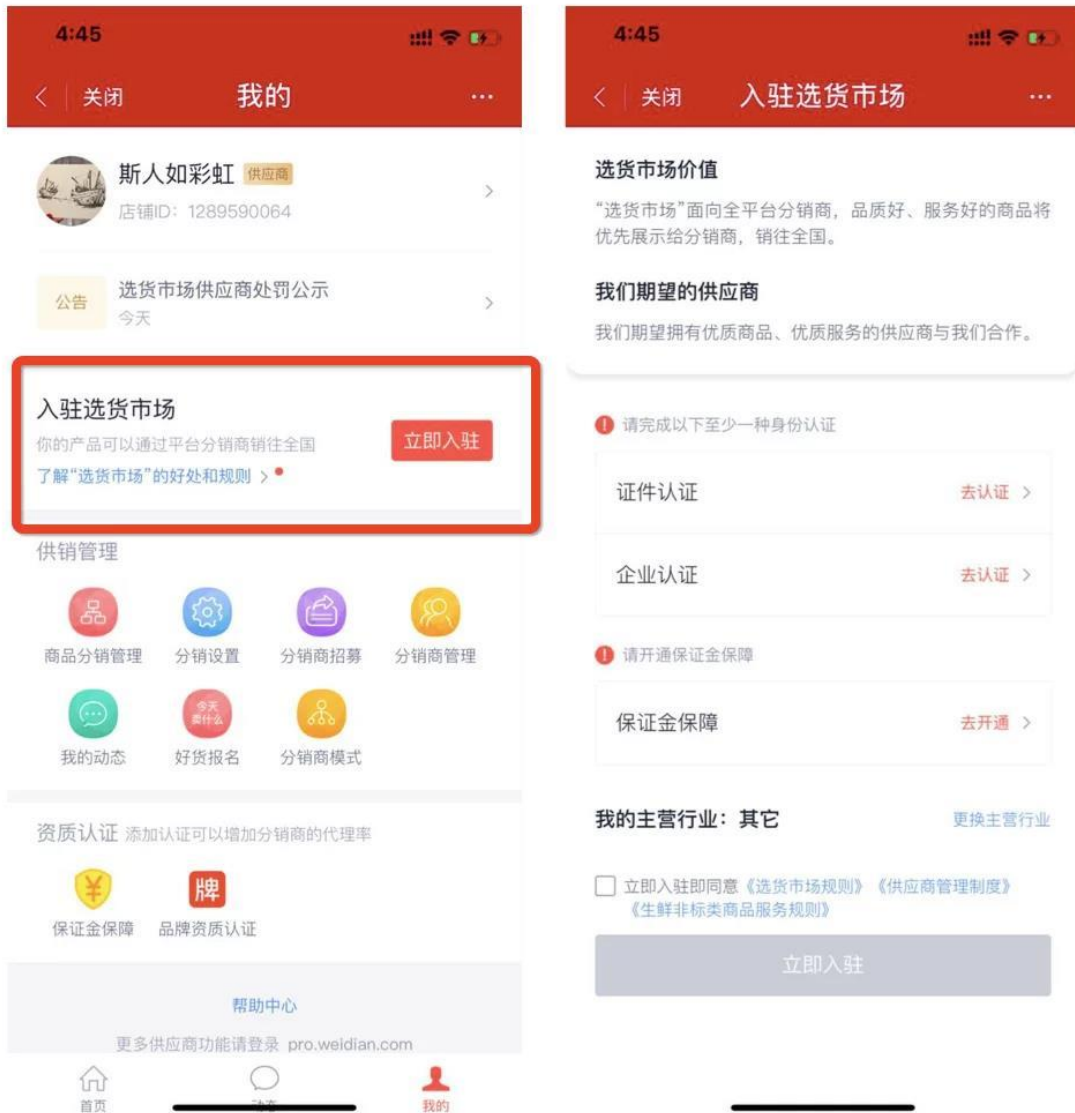 4:45
关闭
我的
斯人如彩虹 供应商
店铺ID：1289590064
公告
选货市场供应商处罚公示
今天
入驻选货市场
你的产品可以通过平台分销商销往全国
立即入驻
了解“选货市场”的好处和规则
供销管理
商品分销管理 分销设置 分销商招募 分销商管理
今天
卖什么
我的动态 好货报名 分销商模式
资质认证 添加认证可以增加分销商的代理率
牌
保证金保障 品牌资质认证
帮助中心
更多供应商功能请登录 pro.weidian.com
首页 动态 我的
4:45
关闭
入驻选货市场
选货市场价值
“选货市场”面向全平台分销商，品质好、服务好的商品将
优先展示给分销商，销往全国。
我们期望的供应商
我们期望拥有优质商品、优质服务的供应商与我们合作。
请完成以下至少一种身份认证
证件认证 去认证
企业认证 去认证
请开通保证金保障
保证金保障 去开通
我的主营行业：其它 更换主营行业
立即入驻即同意《选货市场规则》《供应商管理制度》
《生鲜非标类商品服务规则》
立即入驻